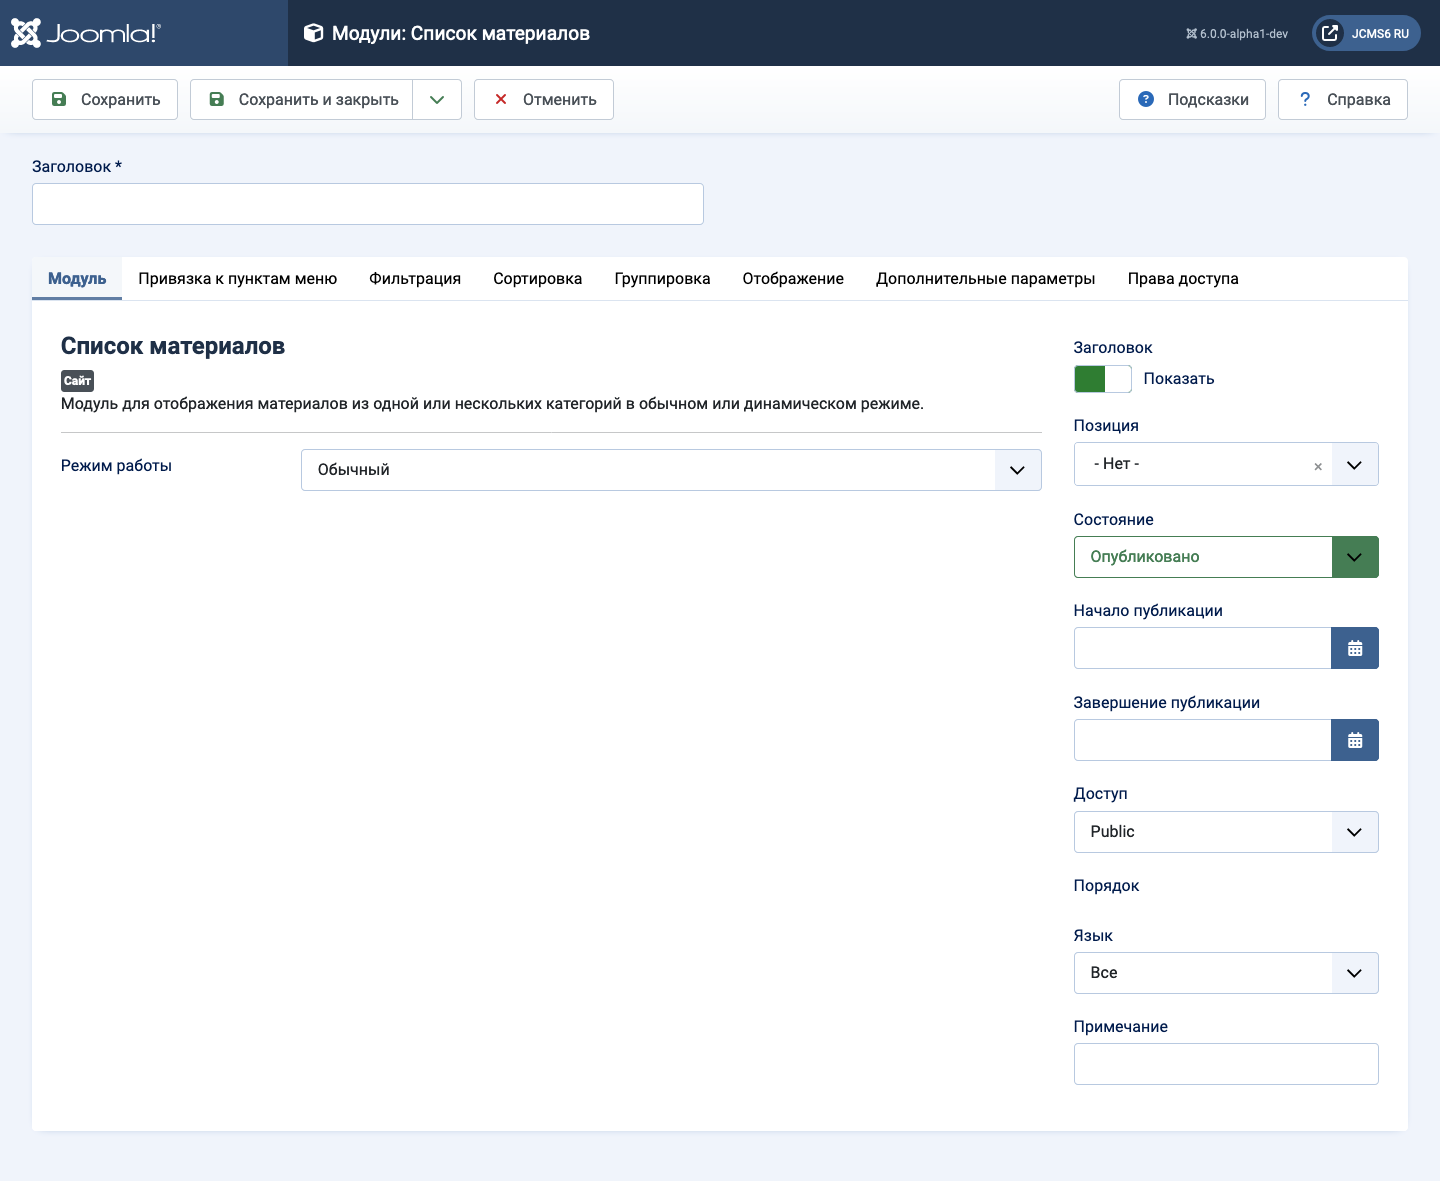 Joomla!®
Модули: Список материалов
6.0.0-alpha1-dev
JCMS6 RU
Сохранить
Сохранить и закрыть
Отменить
Подсказки
Справка
Заголовок *
Модуль
Привязка к пунктам меню
Фильтрация
Сортировка
Группировка
Отображение
Дополнительные параметры
Права доступа
Список материалов
Сайт
Модуль для отображения материалов из одной или нескольких категорий в обычном или динамическом режиме.
Режим работы
Обычный
Заголовок
Показать
Позиция
- Нет -
Состояние
Опубликовано
Начало публикации
Завершение публикации
Доступ
Public
Порядок
Язык
Все
Примечание